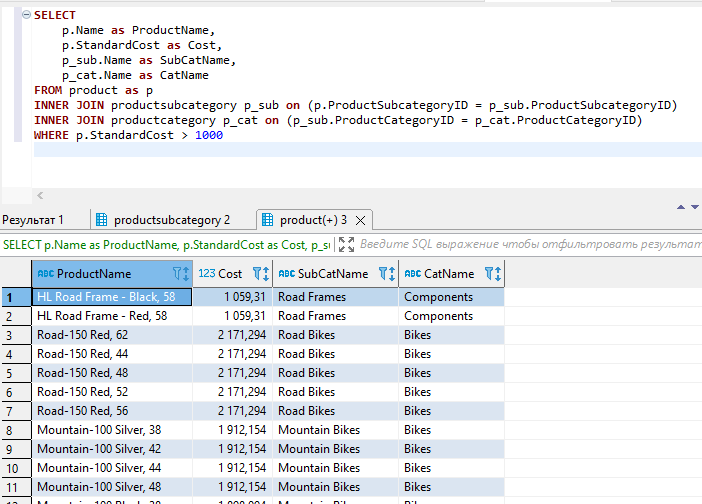 SELECT
p.Name as ProductName,
p.StandardCost as Cost,
p_sub.Name as SubCatName,
p_cat.Name as CatName
FROM product as p
INNER JOIN productsubcategory p_sub on (p.ProductSubcategoryID = p_sub.ProductSubcategoryID)
INNER JOIN productcategory p_cat on (p_sub.ProductCategoryID = p_cat.ProductCategoryID)
WHERE p.StandardCost > 1000
Результат 1 productsubcategory 2 product(+) 3
SELECT p.Name as ProductName, p.StandardCost as Cost, p_su Введите SQL выражение чтобы отфильтровать результат
ABC ProductName 123 Cost ABC SubCatName ABC CatName
1 HL Road Frame - Black, 58 1 059,31 Road Frames Components
2 HL Road Frame - Red, 58 1 059,31 Road Frames Components
3 Road-150 Red, 62 2 171,294 Road Bikes Bikes
4 Road-150 Red, 44 2 171,294 Road Bikes Bikes
5 Road-150 Red, 48 2 171,294 Road Bikes Bikes
6 Road-150 Red, 52 2 171,294 Road Bikes Bikes
7 Road-150 Red, 56 2 171,294 Road Bikes Bikes
8 Mountain-100 Silver, 38 1 912,154 Mountain Bikes Bikes
9 Mountain-100 Silver, 42 1 912,154 Mountain Bikes Bikes
10 Mountain-100 Silver, 44 1 912,154 Mountain Bikes Bikes
11 Mountain-100 Silver, 48 1 912,154 Mountain Bikes Bikes